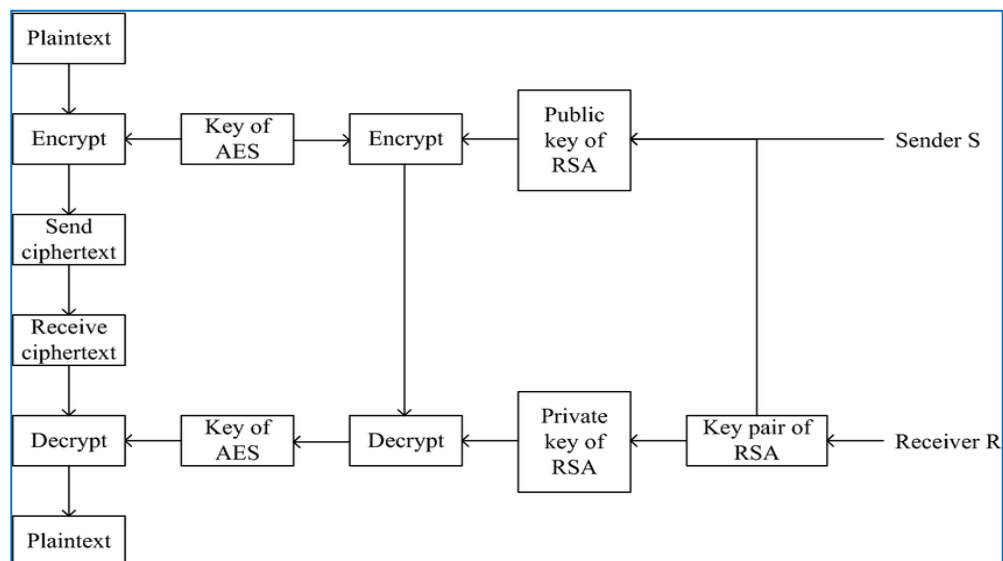 Plaintext
Encrypt
Key of
AES
Encrypt
Public
key of
RSA
Sender S
Send
ciphertext
Receive
ciphertext
Decrypt
Key of
AES
Decrypt
Private
key of
RSA
Key pair of
RSA
Receiver R
Plaintext